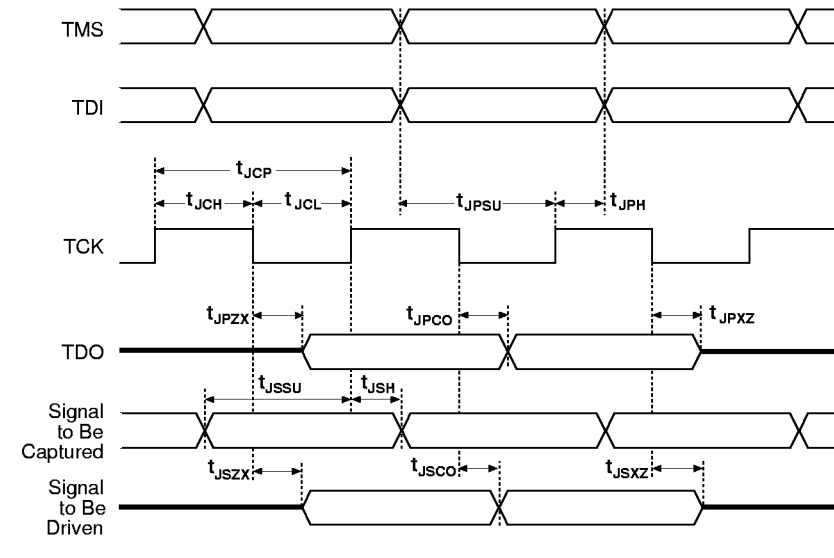 TMS
TDI
tJCP
tJCH
tJCL
tJPSU
tJPH
TCK
tJPZX
tJPCO
tJPXZ
TDO
tJSSU
tJSH
Signal
to Be
Captured
tJSZX
tJSCO
tJSXZ
Signal
to Be
Driven